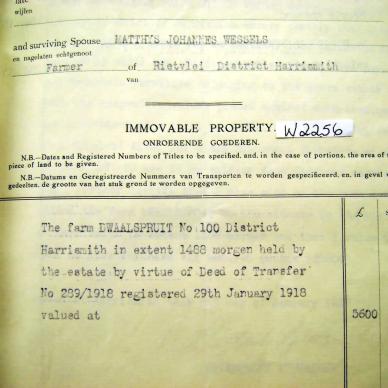 late
wijlen
and surviving Spouse MATTHYS JOHANNES WESSELS
en nagelaten echtgenoot
Farmer of Rietvlei District Harrismith
van
IMMOVABLE PROPERTY. W2256
ONROERENDE GOEDEREN.
N.B.—Dates and Registered Numbers of Titles to be specified, and, in the case of portions, the area of
piece of land to be given.
N.B.—Datums en Geregistreerde Nummers van Transporten te worden gespecificeerd, en, in geval v
gedeelten, de grootte van het stuk grond te worden opgegeven.
£ S
The farm DWAALSPRUIT No 100 District
Harrismith in extent 1488 morgen held by
the estate by virtue of Deed of Transfer
No 289/1918 registered 29th January 1918
valued at 5600